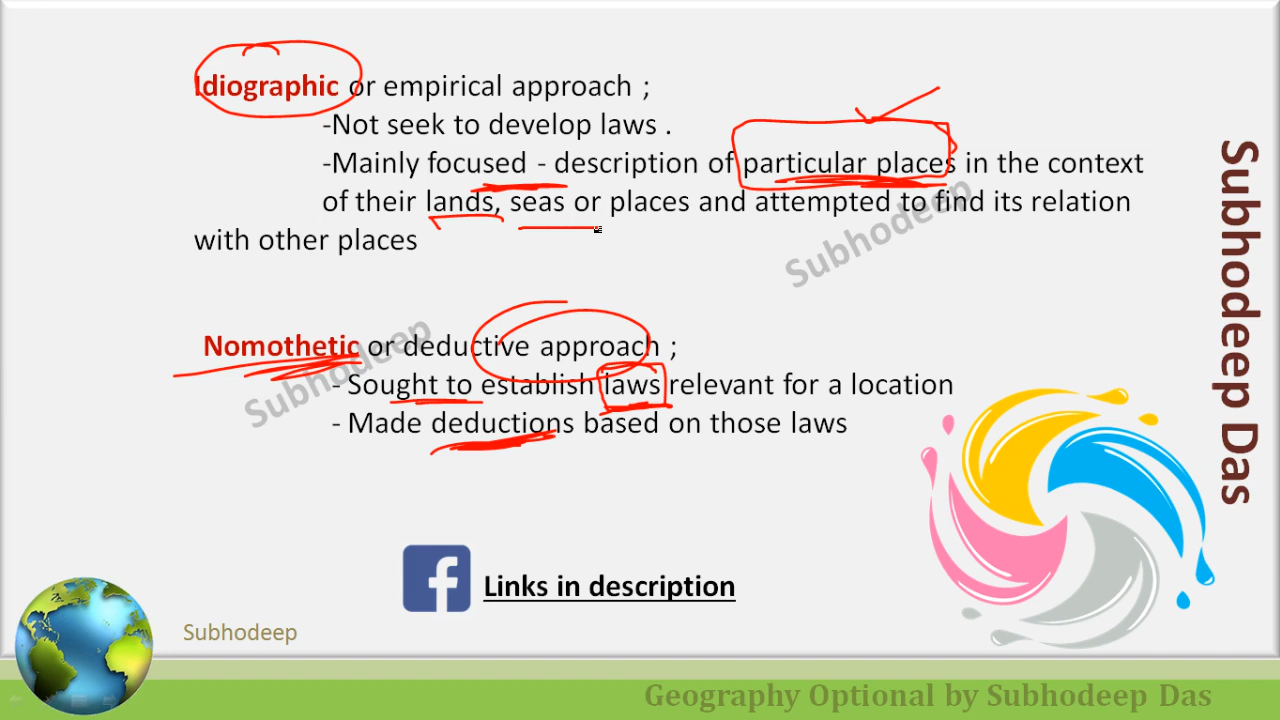 Idiographic or empirical approach ;
-Not seek to develop laws .
-Mainly focused - description of particular places in the context
of their lands, seas or places and attempted to find its relation
with other places
Subhodeep
Nomothetic or deductive approach ;
Subhodeep
- Sought to establish laws relevant for a location
- Made deductions based on those laws
Subhodeep Das
f Links in description
Subhodeep
Geography Optional by Subhodeep Das